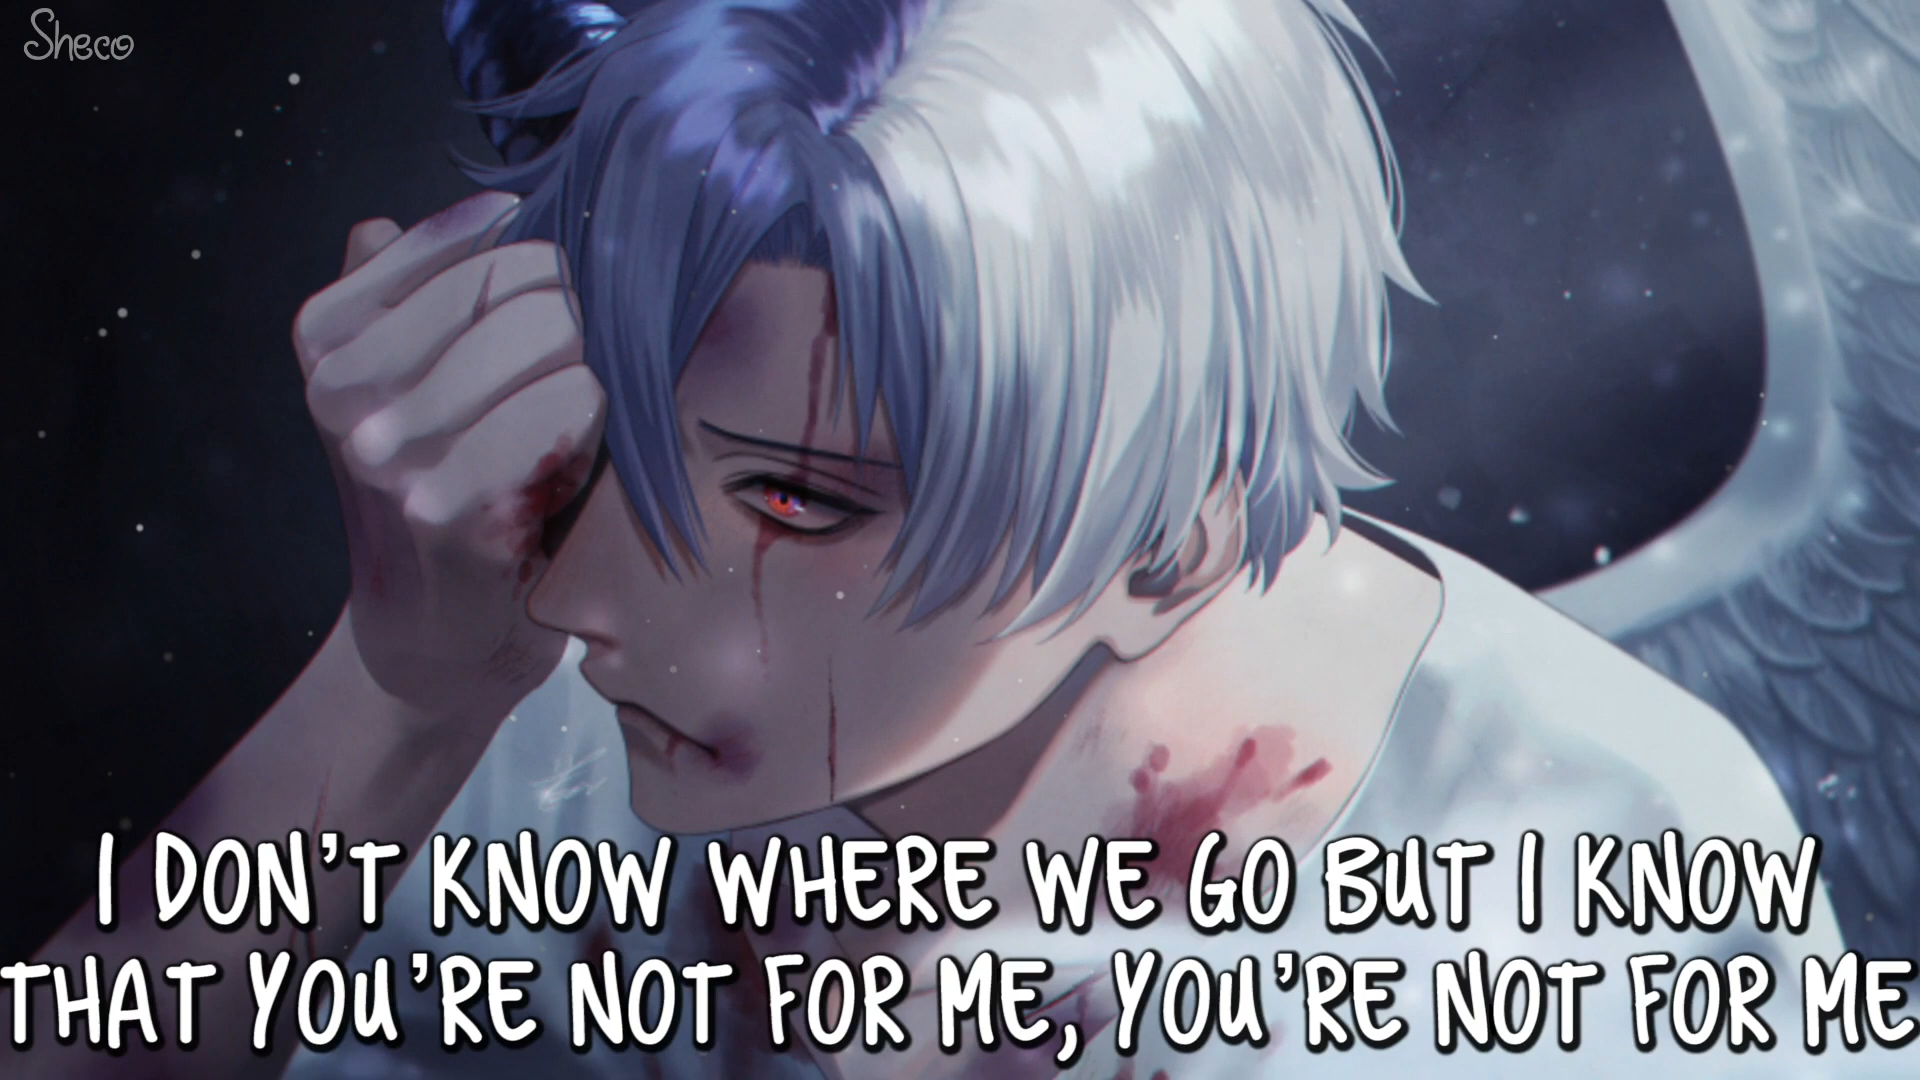 Sheco
I DON'T KNOW WHERE WE GO BUT I KNOW
THAT YOU'RE NOT FOR ME, YOU'RE NOT FOR ME